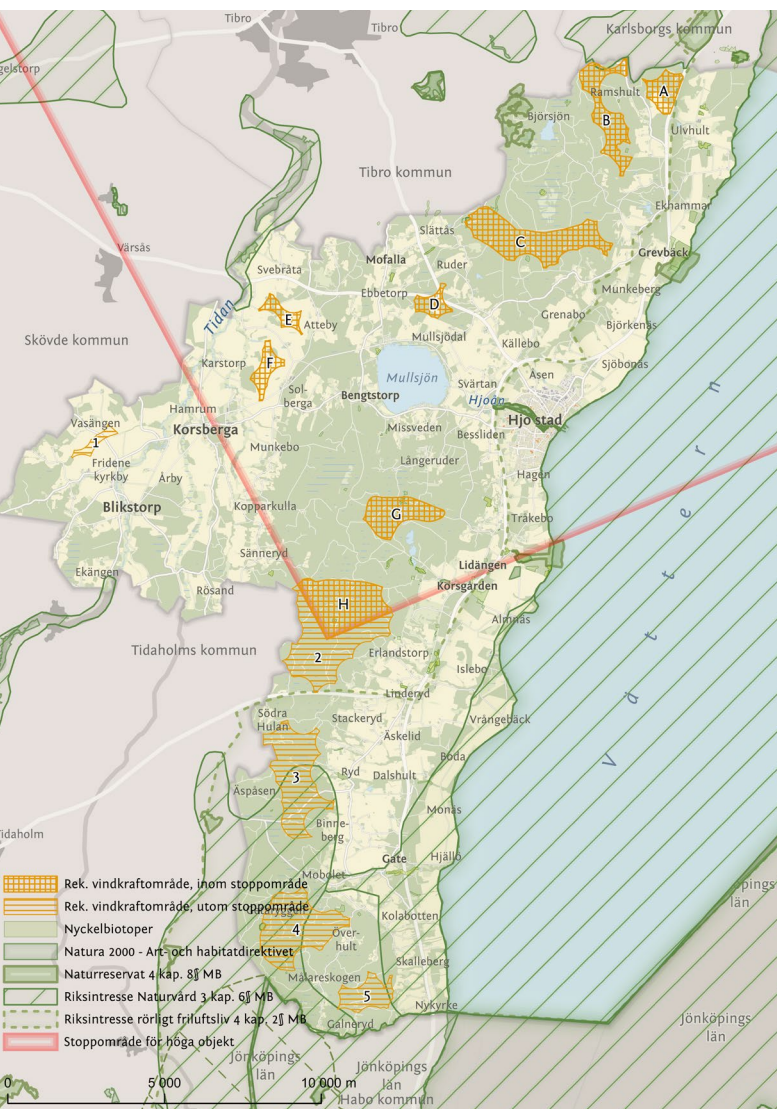 Tibro
Tibro
Karlsborgs kommun
gelstorp
Ramshult
A
B
Björsjön
Ulvhult
Tibro kommun
Ekhammar
Slättås
C
Värsås
Mofalla
Grevbäck
Ruder
Svebråta
Ebbetorp
Munkeberg
D
Tidan
E
Atteby
Grenabo
Björkenäs
Mullsjödal
Skövde kommun
Källebo
F
Karstorp
Sjöbonäs
Åsen
Mullsjön
Svärtan
Sol-
berga
Bengtstorp
Hjoån
Hamrum
Vasängen
Hjo stad
Korsberga
Missveden
Bessliden
1
Munkebo
Fridene
kyrkby
Långeruder
Hagen
Årby
Kopparkulla
Blikstorp
G
Tråkebo
Sänneryd
Lidängen
Ekängen
Körsgården
Rösand
H
Almnäs
Vättern
Tidaholms kommun
2
Erlandstorp
Islebo
Linderyd
Södra
Hulan
Stackeryd
Vrångebäck
Äskelid
Boda
3
Ryd
Dalshult
Äspåsen
Monäs
Binne-
berg
Tidaholm
Gate
Hjällö
Mobolet
Rek. vindkraftområde, inom stoppområde
pings
län
Rek. vindkraftområde, utom stoppområde
Kolabotten
4
Över-
hult
Nyckelbiotoper
Natura 2000 - Art- och habitatdirektivet
Skalleberg
Naturreservat 4 kap. 8§ MB
Målareskogen
Riksintresse Naturvård 3 kap. 6§ MB
5
Nykyrke
Riksintresse rörligt friluftsliv 4 kap. 2§ MB
Galneryd
Jönköpings
län
Stoppområde för höga objekt
Jönköpings
län
Jönköpings
län
0
5 000
10 000 m
Habo kommun